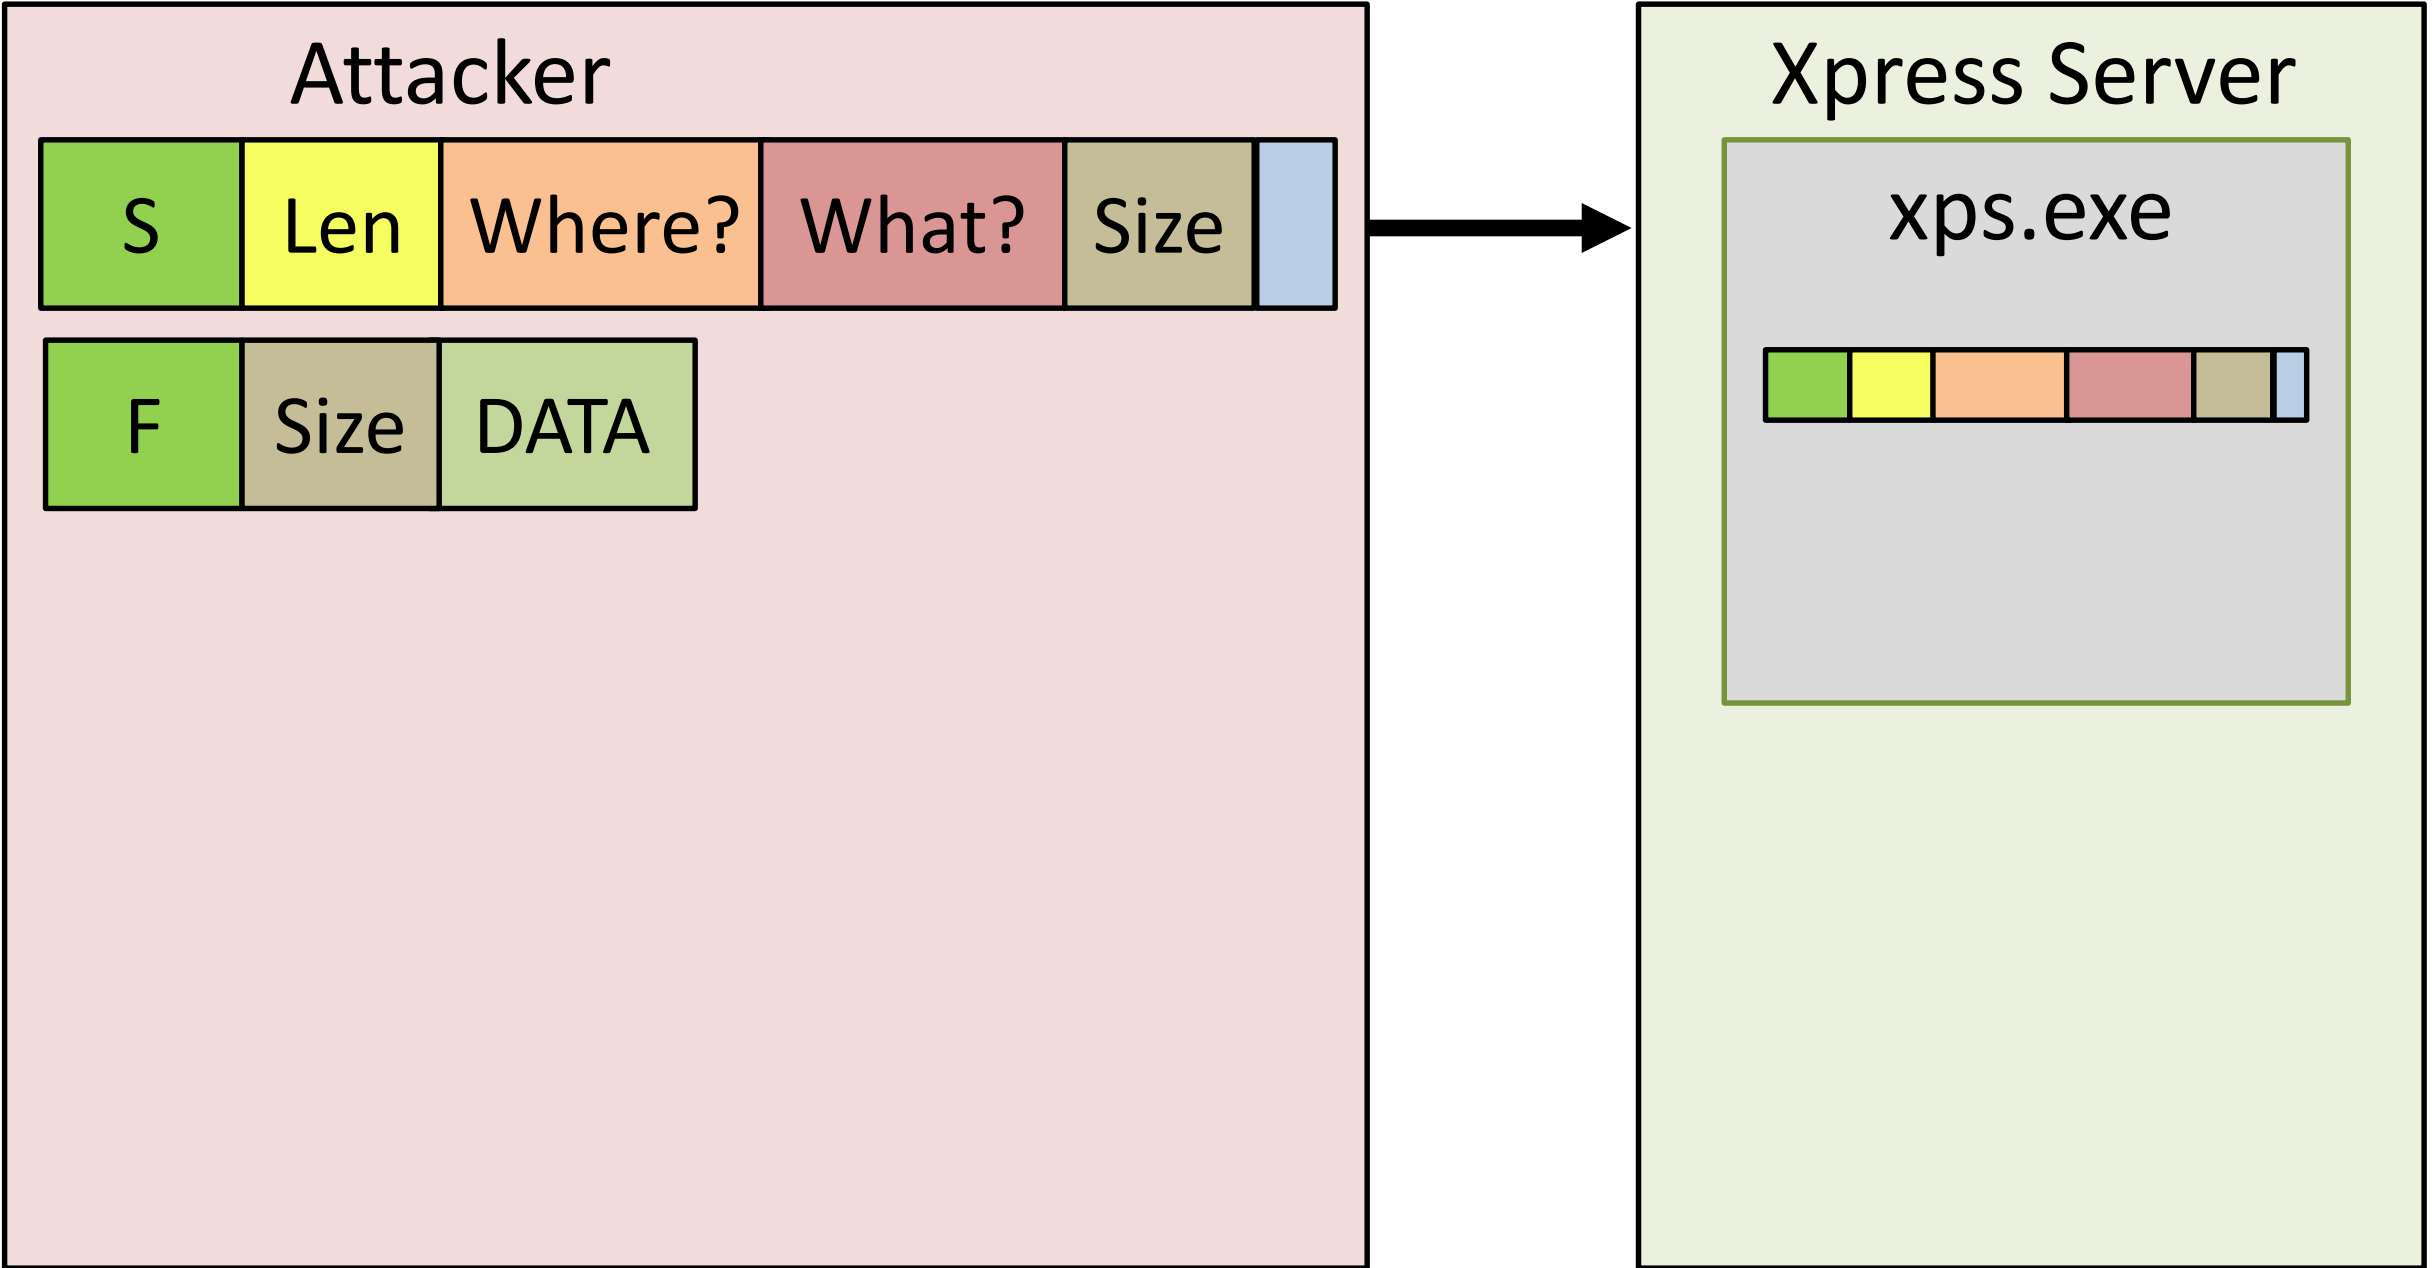 Attacker
S Len Where? What? Size
F Size DATA
Xpress Server
xps.exe